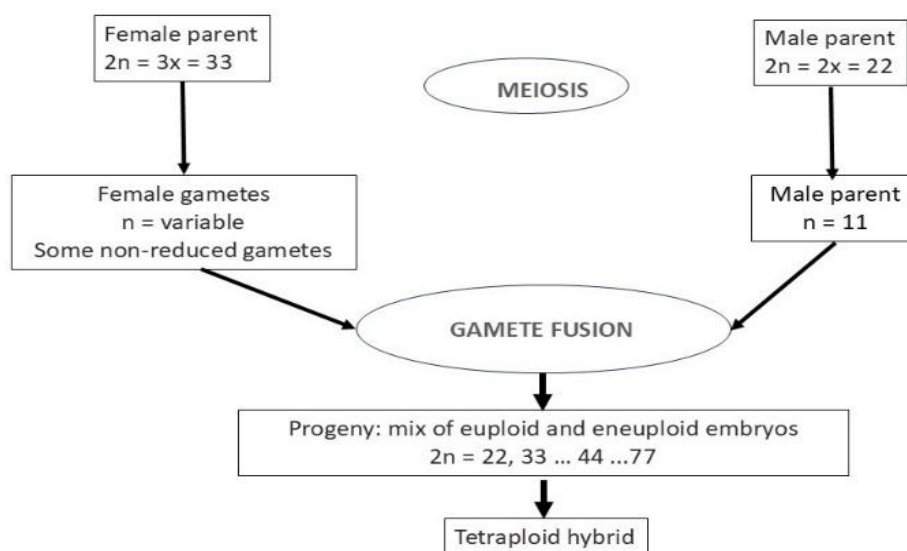 Female parent
2n = 3x = 33
Male parent
2n = 2x = 22
MEIOSIS
Female gametes
n = variable
Some non-reduced gametes
Male parent
n = 11
GAMETE FUSION
Progeny: mix of euploid and eneuploid embryos
2n = 22, 33 ... 44 ...77
Tetraploid hybrid